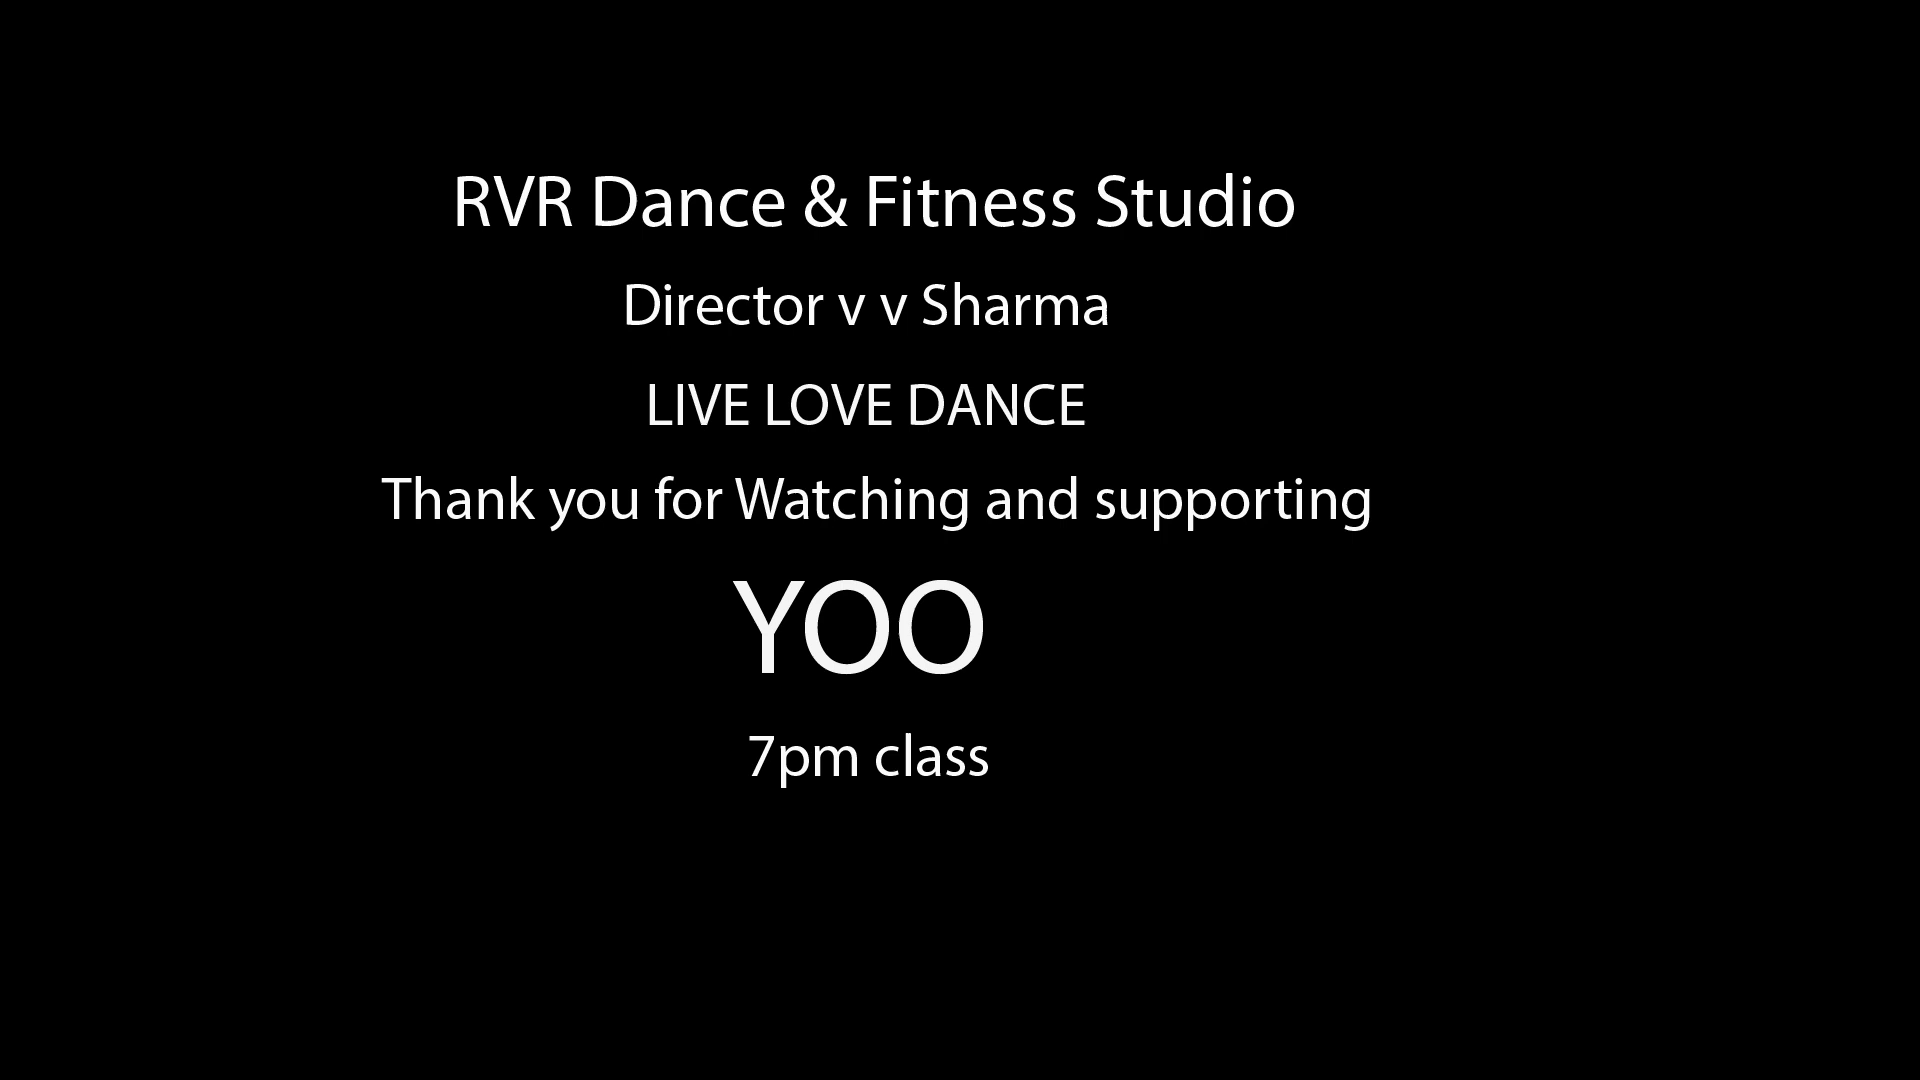 RVR Dance & Fitness Studio
Director v v Sharma
LIVE LOVE DANCE
Thank you for Watching and supporting
YOO
7pm class